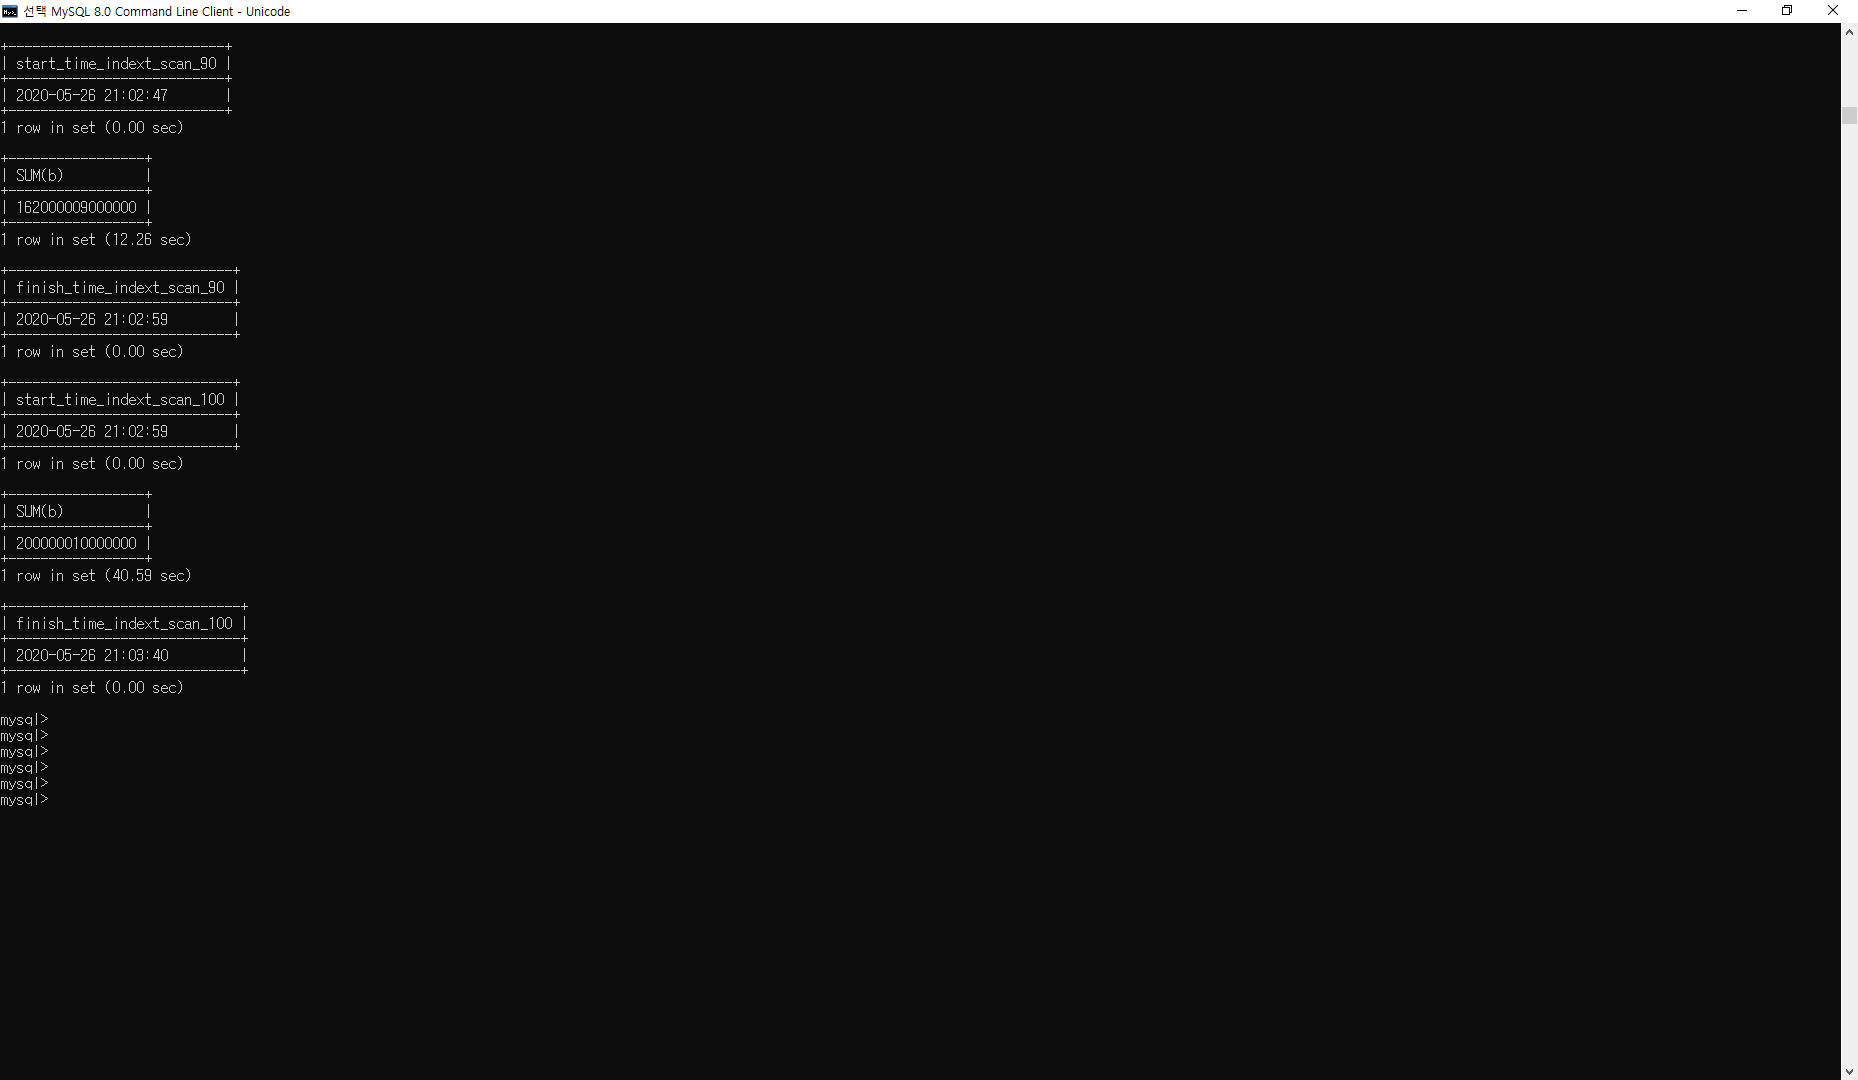 선택 MySQL 8.0 Command Line Client - Unicode
+---------------------------+
| start_time_indext_scan_90 |
+---------------------------+
| 2020-05-26 21:02:47       |
+---------------------------+
1 row in set (0.00 sec)
+-----------------+
| SUM(b)          |
+-----------------+
| 162000009000000 |
+-----------------+
1 row in set (12.26 sec)
+----------------------------+
| finish_time_indext_scan_90 |
+----------------------------+
| 2020-05-26 21:02:59        |
+----------------------------+
1 row in set (0.00 sec)
+----------------------------+
| start_time_indext_scan_100 |
+----------------------------+
| 2020-05-26 21:02:59        |
+----------------------------+
1 row in set (0.00 sec)
+-----------------+
| SUM(b)          |
+-----------------+
| 200000010000000 |
+-----------------+
1 row in set (40.59 sec)
+-----------------------------+
| finish_time_indext_scan_100 |
+-----------------------------+
| 2020-05-26 21:03:40         |
+-----------------------------+
1 row in set (0.00 sec)
mysql>
mysql>
mysql>
mysql>
mysql>
mysql>